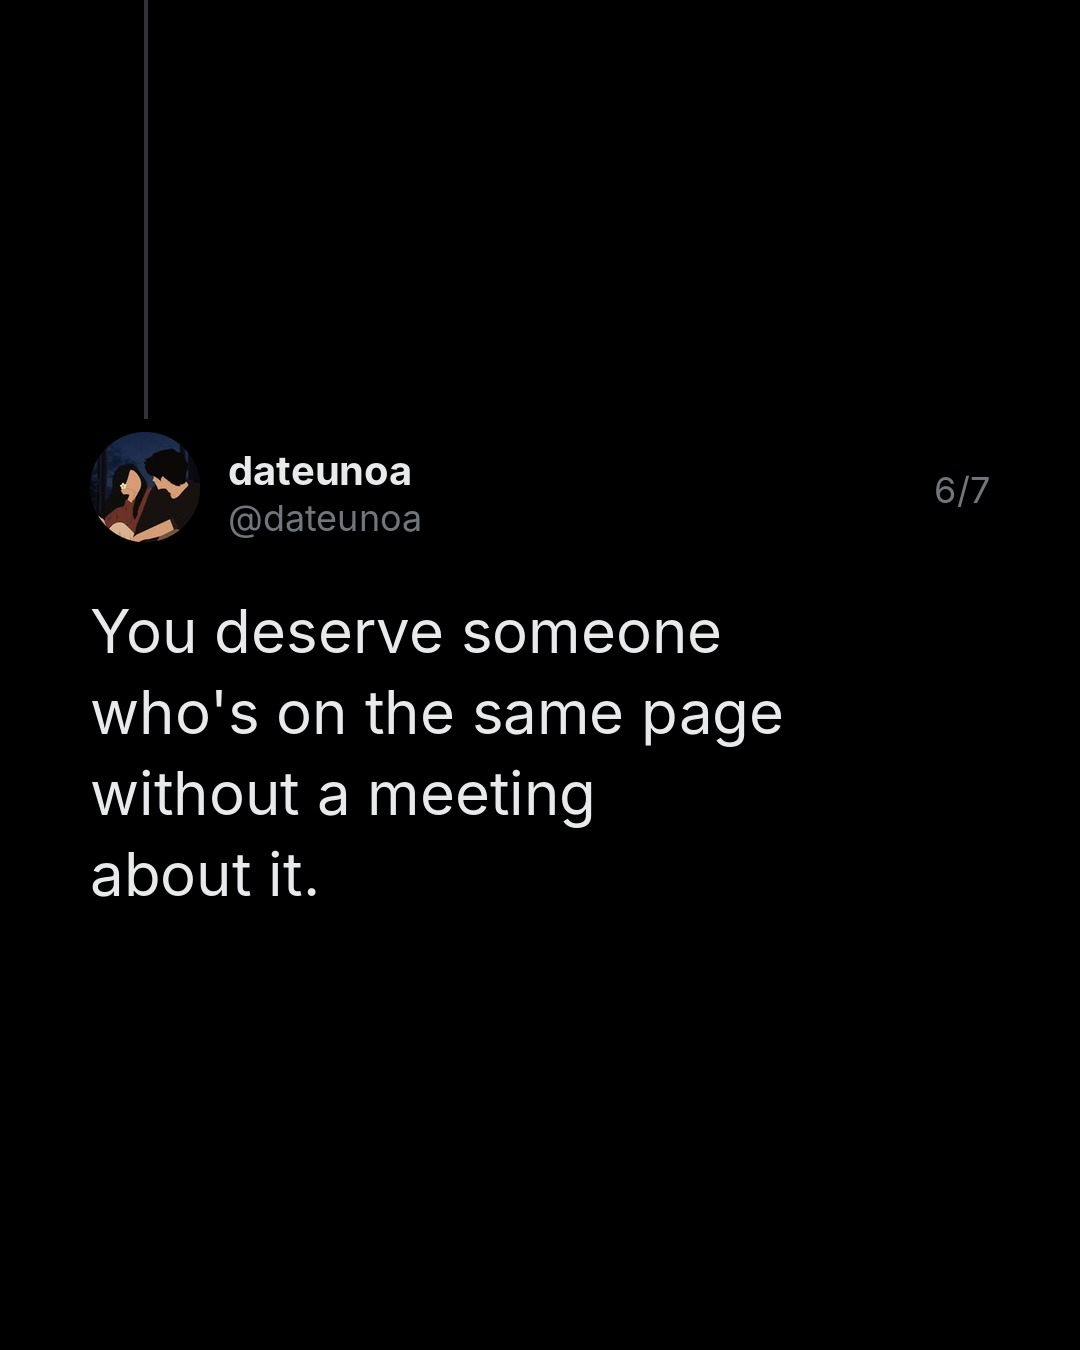 dateunoa
@dateunoa
6/7
You deserve someone
who's on the same page
without a meeting
about it.